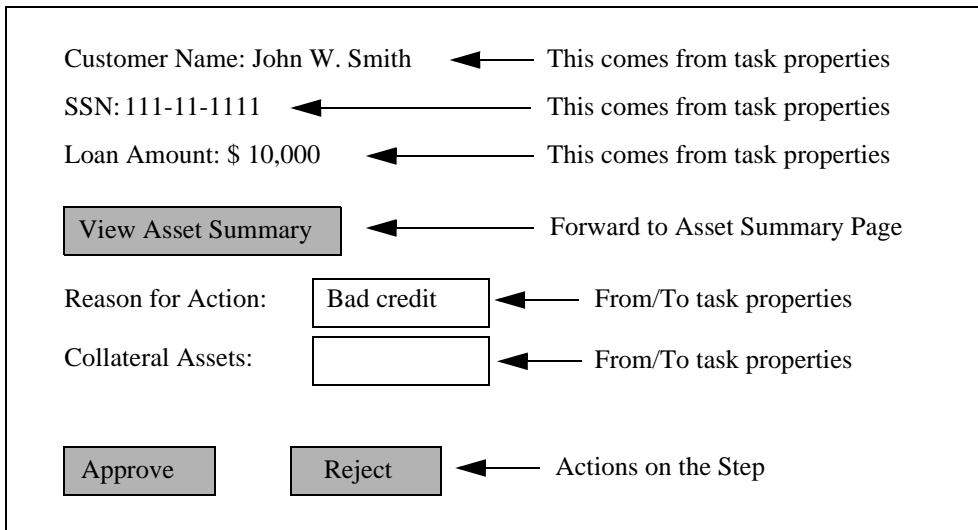 Customer Name: John W. Smith This comes from task properties
SSN: 111-11-1111 This comes from task properties
Loan Amount: $ 10,000 This comes from task properties
View Asset Summary Forward to Asset Summary Page
Reason for Action: Bad credit From/To task properties
Collateral Assets: From/To task properties
Approve Reject Actions on the Step